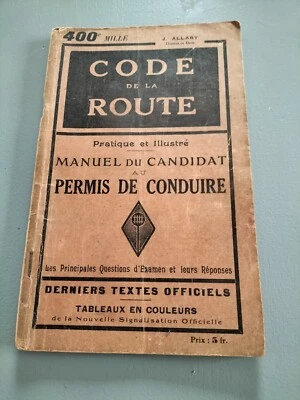 400e MILLE
J. ALLARY
CODE
DE LA
ROUTE
Pratique et Illustré
MANUEL DU CANDIDAT
AU
PERMIS DE CONDUIRE
Les Principales Questions d'Examen et leurs Réponses
DERNIERS TEXTES OFFICIELS
TABLEAUX EN COULEURS
de la Nouvelle Signalisation Officielle
Prix : 5 fr.